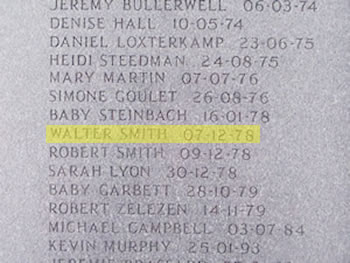 JEREMY BULLERWELL 06·03·74
DENISE HALL 10·05·74
DANIEL LOXTERKAMP 23·06·75
HEIDI STEEDMAN 24·08·75
MARY MARTIN 07·07·76
SIMONE GOULET 26·08·76
BABY STEINBACH 16·01·78
WALTER SMITH 07·12·78
ROBERT SMITH 09·12·78
SARAH LYON 30·12·78
BABY GARBETT 28·10·79
ROBERT ZELEZEN 14·11·79
MICHAEL CAMPBELL 03·07·84
KEVIN MURPHY 25·01·93